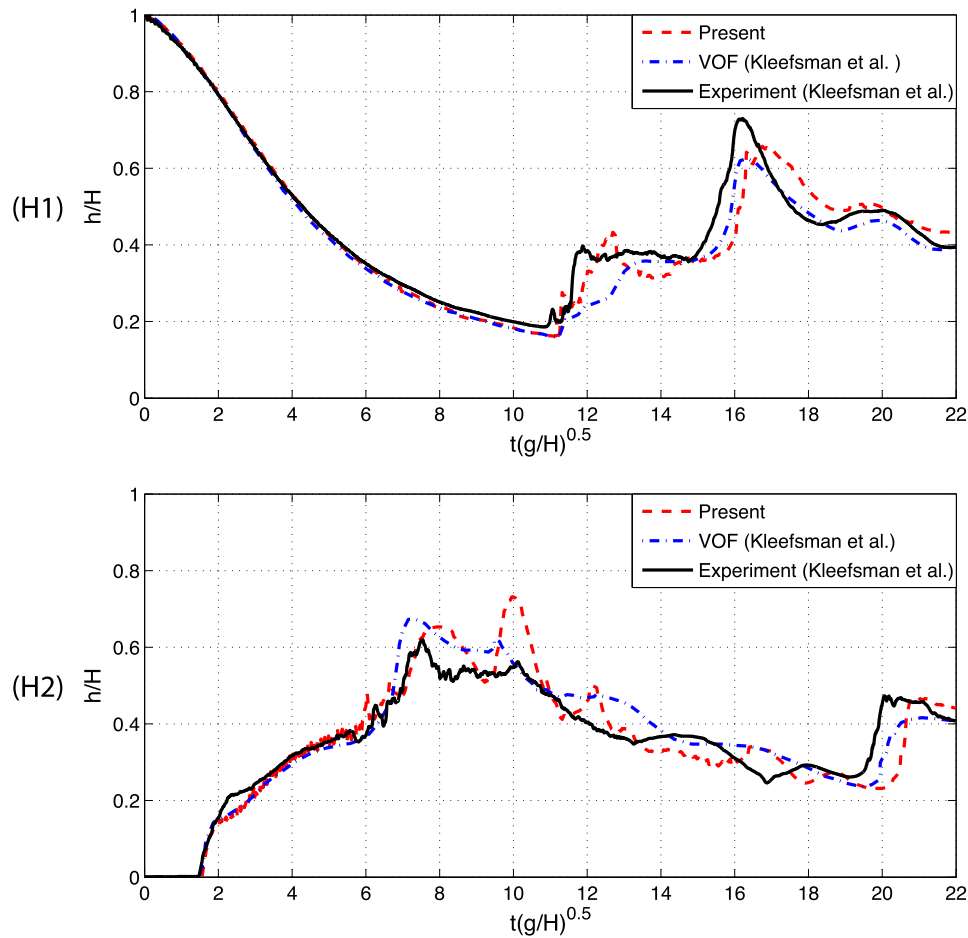 1
0.8
0.6
0.4
0.2
0
(H1)
h/H
Present
VOF (Kleefsman et al. )
Experiment (Kleefsman et al.)
0 2 4 6 8 10 12 14 16 18 20 22
t(g/H)^0.5
1
0.8
0.6
0.4
0.2
0
(H2)
h/H
Present
VOF (Kleefsman et al.)
Experiment (Kleefsman et al.)
0 2 4 6 8 10 12 14 16 18 20 22
t(g/H)^0.5